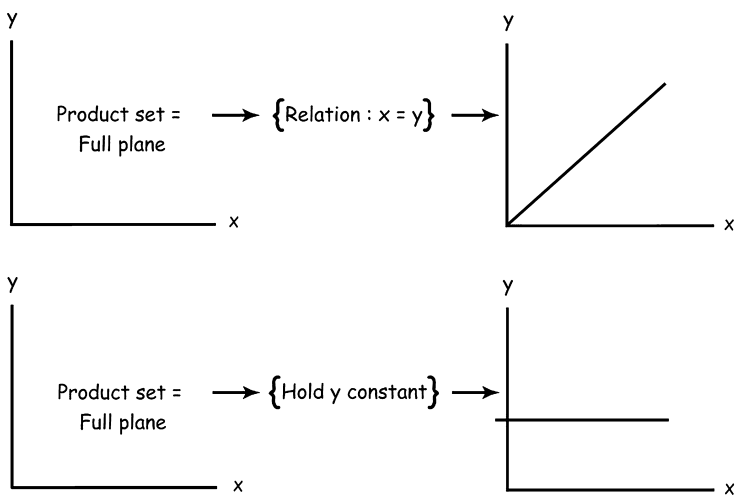 y
y
Product set =
Full plane
{Relation : x = y}
x
x
y
y
Product set =
Full plane
{Hold y constant}
x
x